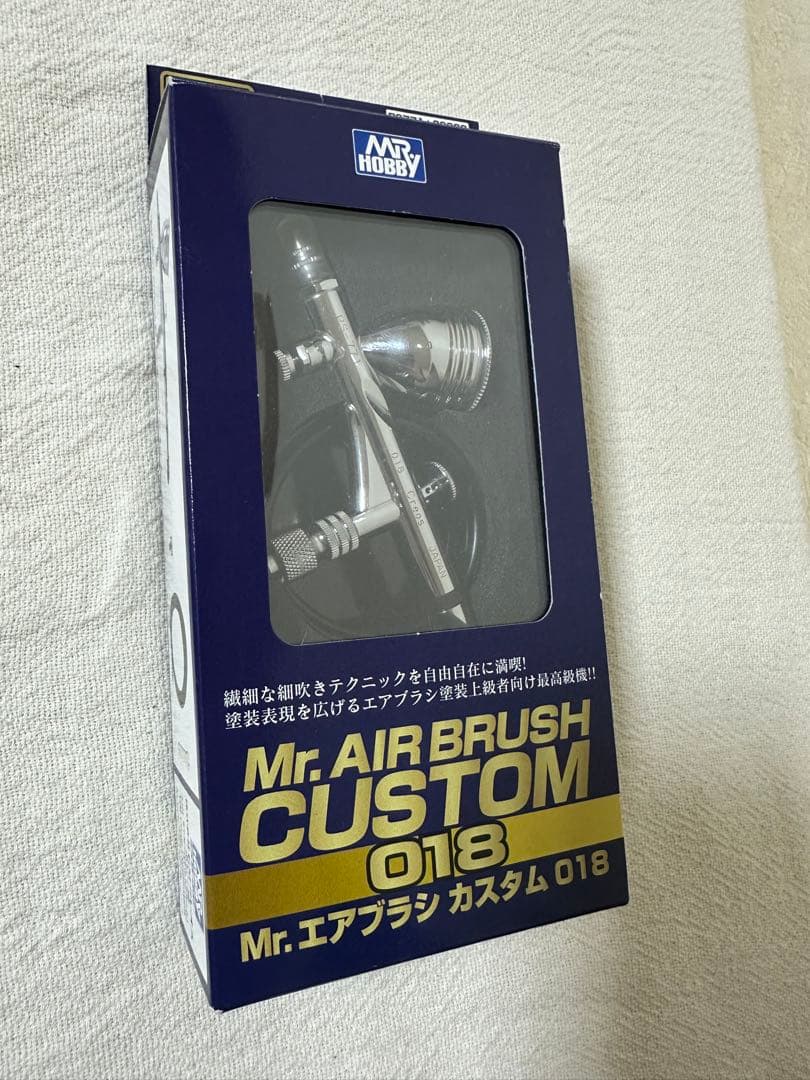 MR.
HOBBY
018 Creos JAPAN
繊細な細吹きテクニックを自由自在に満喫!
塗装表現を広げるエアブラシ塗装上級者向け最高級機!!
Mr. AIR BRUSH
CUSTOM
018
Mr.エアブラシ カスタム 018